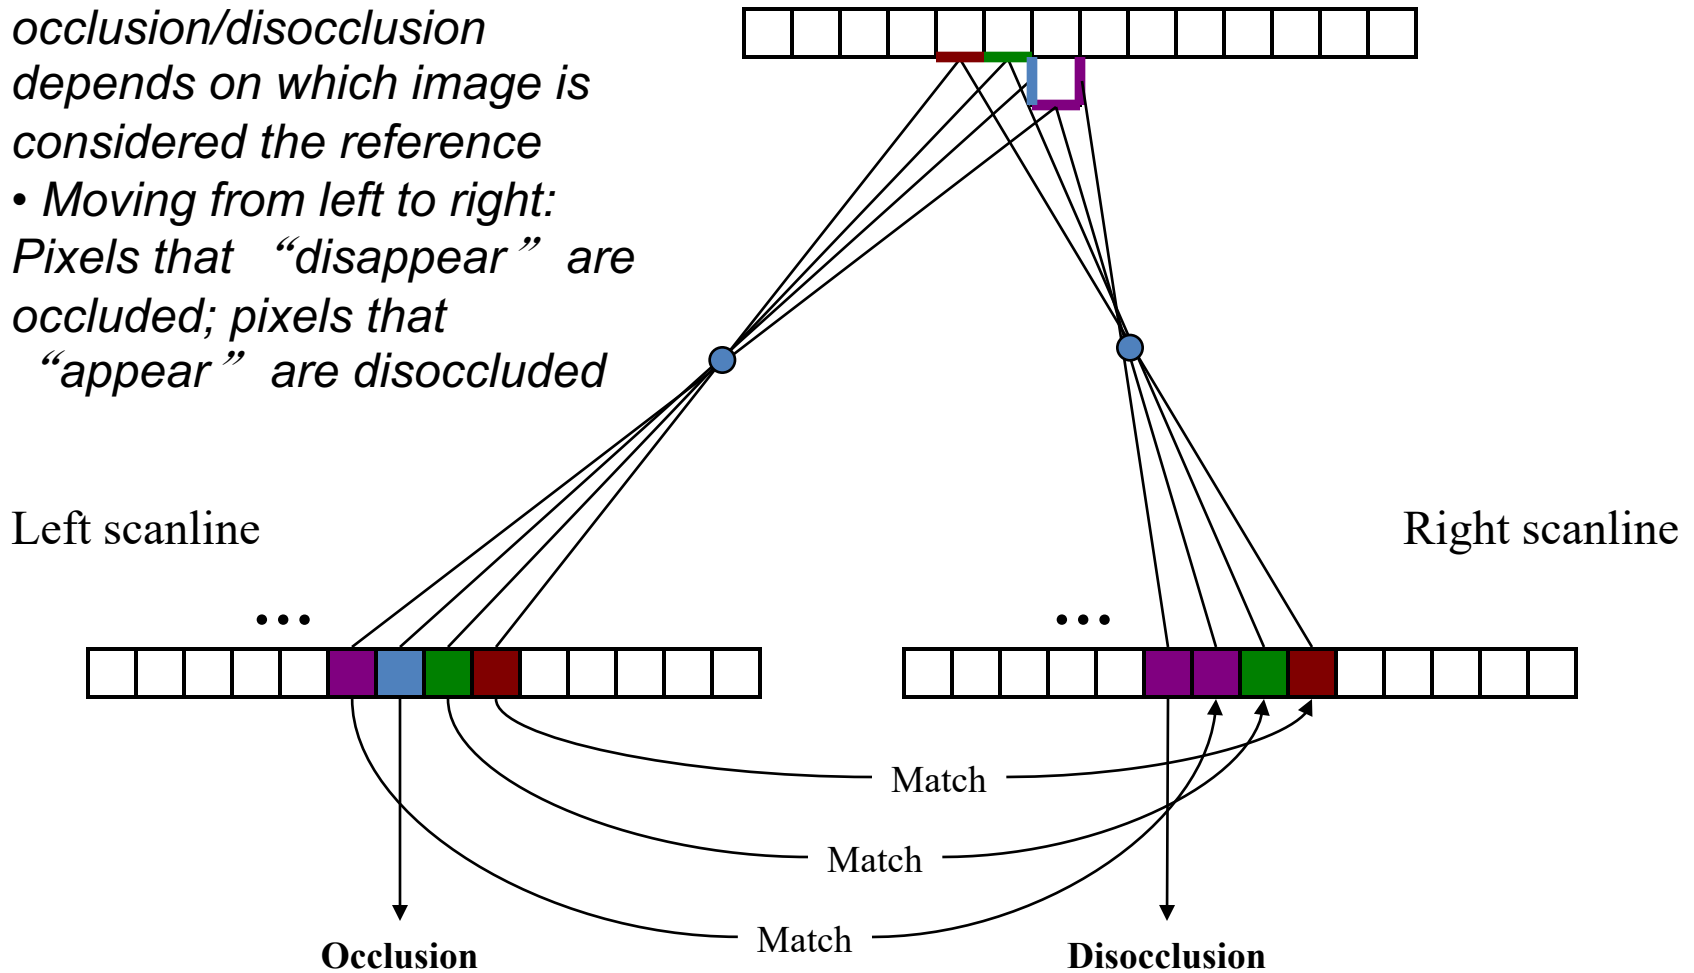 occlusion/disocclusion
depends on which image is
considered the reference
• Moving from left to right:
Pixels that “disappear” are
occluded; pixels that
“appear” are disoccluded
Left scanline
Right scanline
...
...
Match
Match
Match
Occlusion
Disocclusion